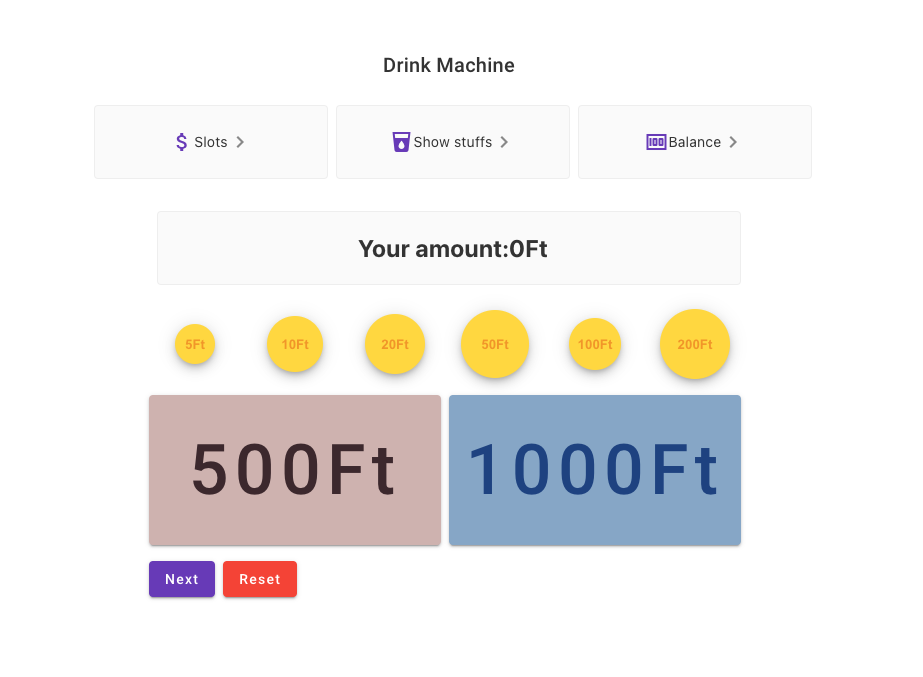 Drink Machine
Slots
Show stuffs
100 Balance
Your amount:0Ft
5Ft 10Ft 20Ft 50Ft 100Ft 200Ft
500Ft 1000Ft
Next Reset